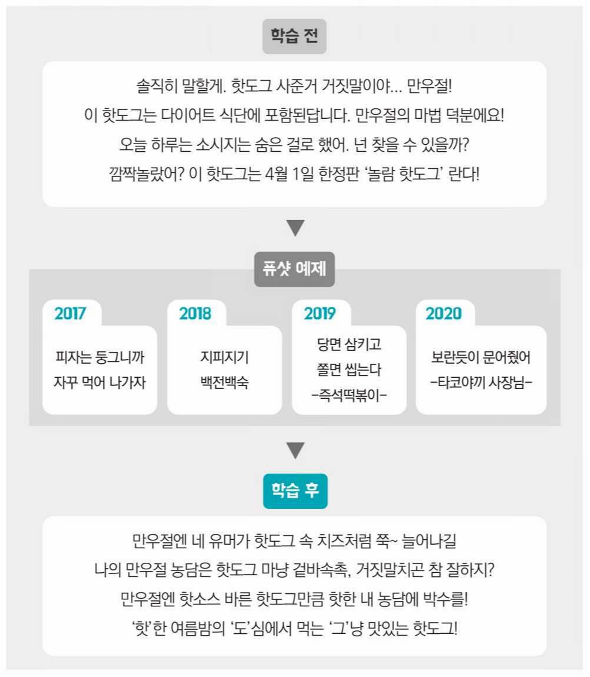 학습 전
솔직히 말할게. 핫도그 사준거 거짓말이야... 만우절!
이 핫도그는 다이어트 식단에 포함된답니다. 만우절의 마법 덕분에요!
오늘 하루는 소시지는 숨은 걸로 했어. 넌 찾을 수 있을까?
깜짝놀랐어? 이 핫도그는 4월 1일 한정판 ‘놀람 핫도그’ 란다!
퓨샷 예제
2017
피자는 둥그니까
자꾸 먹어 나가자
2018
지피지기
백전백숙
2019
당면 삼키고
쫄면 씹는다
-즉석떡볶이-
2020
보란듯이 문어줬어
-타코야끼 사장님-
학습 후
만우절엔 네 유머가 핫도그 속 치즈처럼 쭉~ 늘어나길
나의 만우절 농담은 핫도그 마냥 겉바속촉, 거짓말치곤 참 잘하지?
만우절엔 핫소스 바른 핫도그만큼 핫한 내 농담에 박수를!
‘핫’한 여름밤의 ‘도’심에서 먹는 ‘그’냥 맛있는 핫도그!